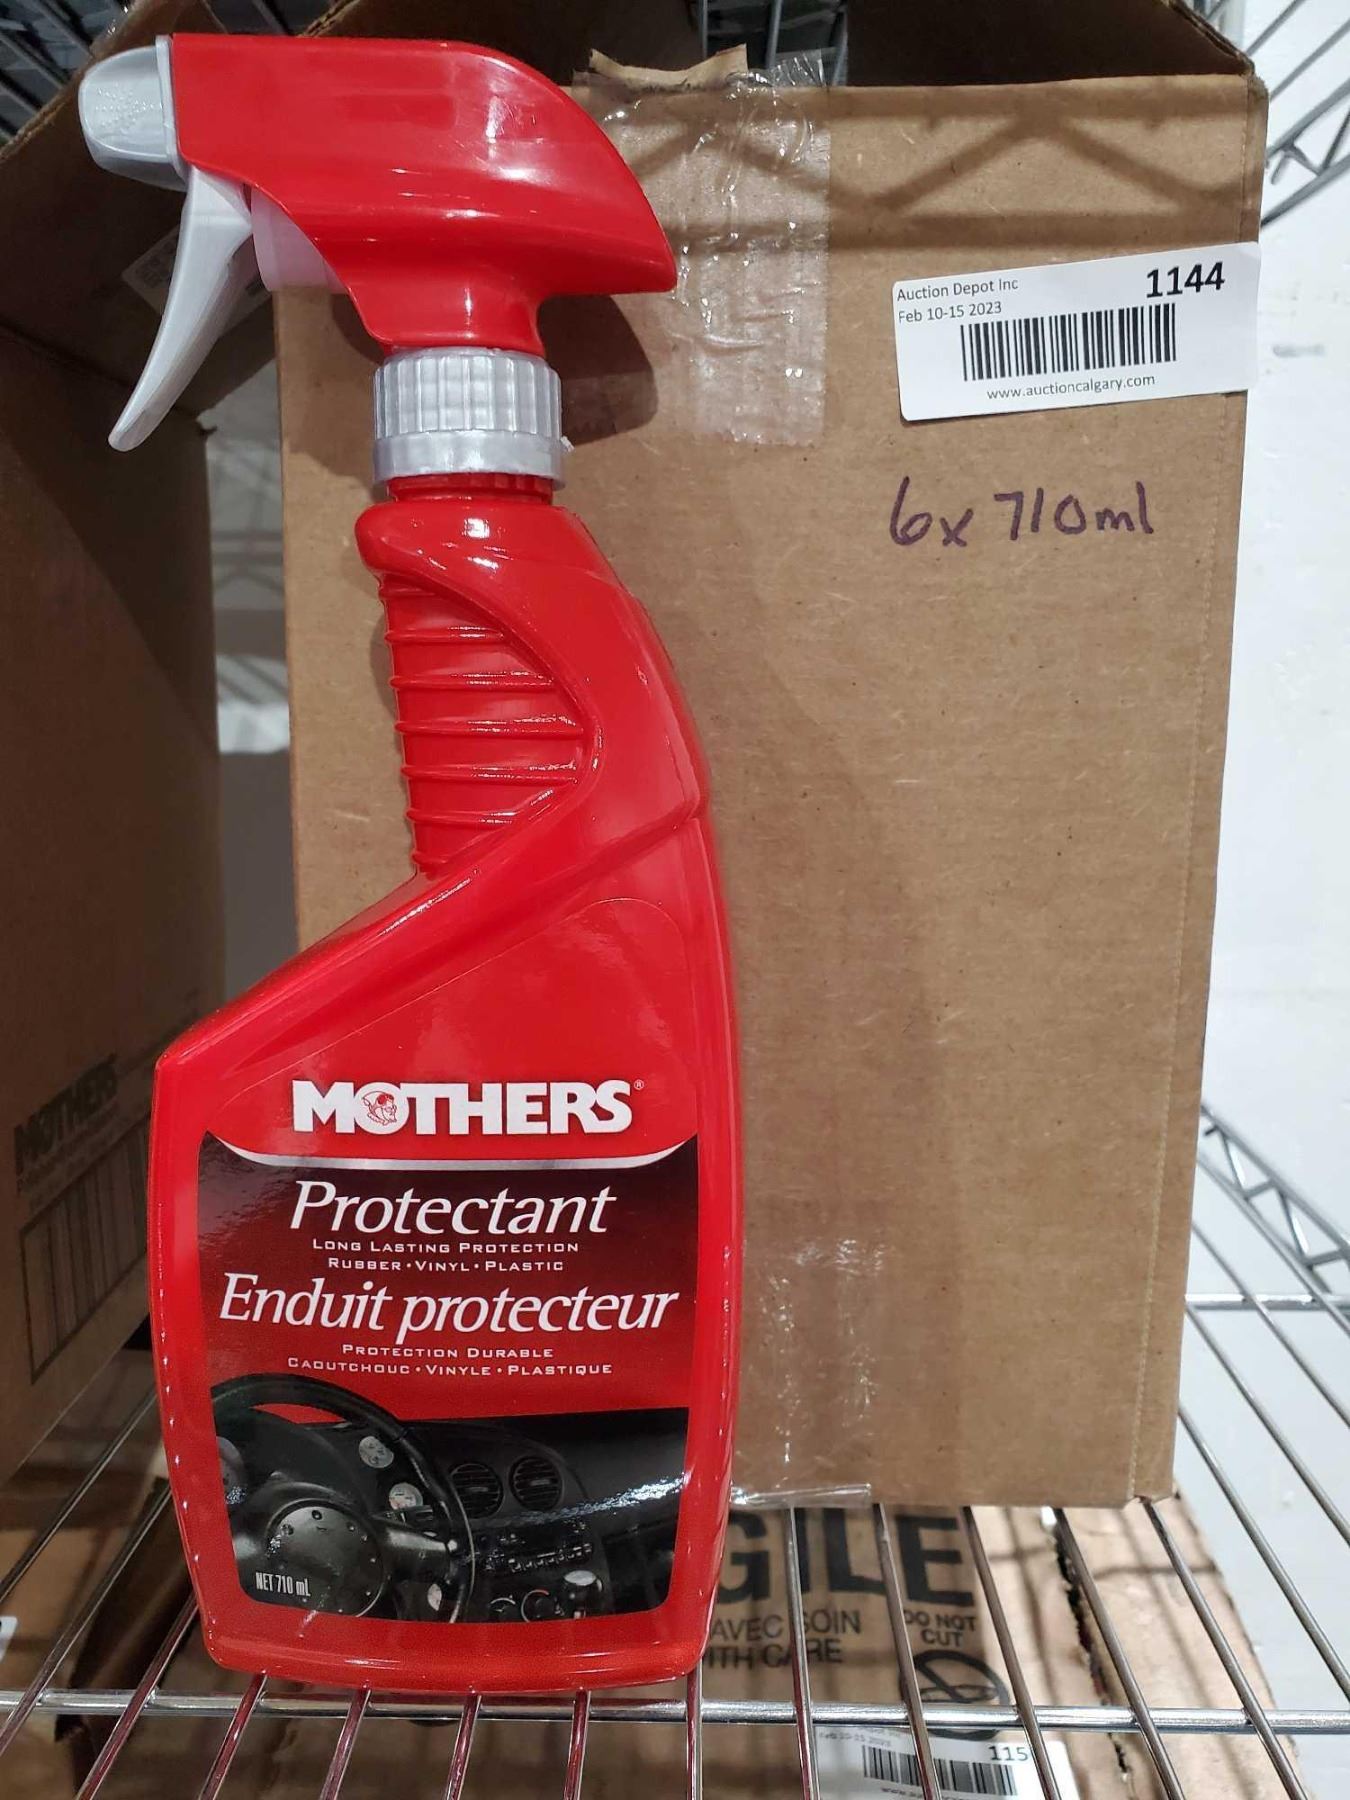 Auction Depot Inc
1144
Feb 10-15 2023
www.auctioncalgary.com
6x 710ml
MOTHERS®
Protectant
LONG LASTING PROTECTION
RUBBER • VINYL • PLASTIC
Enduit protecteur
PROTECTION DURABLE
CAOUTCHOUC • VINYLE • PLASTIQUE
NET 710 mL
MOTHERS
GILE
AVEC SOIN
TH CARE
DO NOT
CUT
115